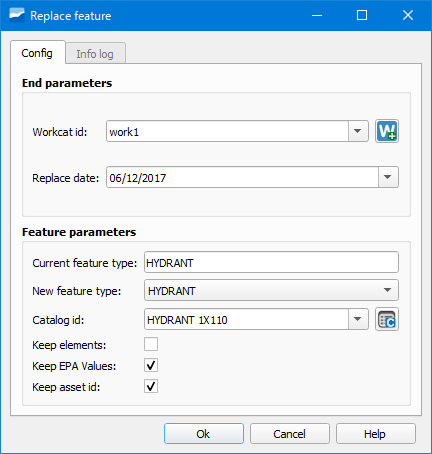 Replace feature
Config Info log
End parameters
Workcat id: work1
W
Replace date: 06/12/2017
Feature parameters
Current feature type: HYDRANT
New feature type: HYDRANT
Catalog id: HYDRANT 1X110
C
Keep elements:
Keep EPA Values:
Keep asset id:
Ok Cancel Help